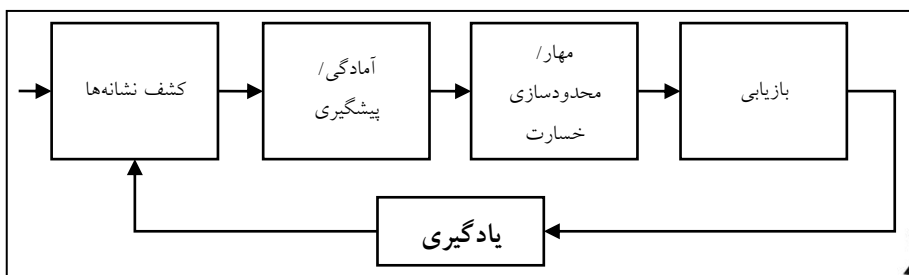 کشف نشانه‌ها
آمادگی/
پیشگیری
مهار/
محدودسازی
خسارت
بازیابی
یادگیری